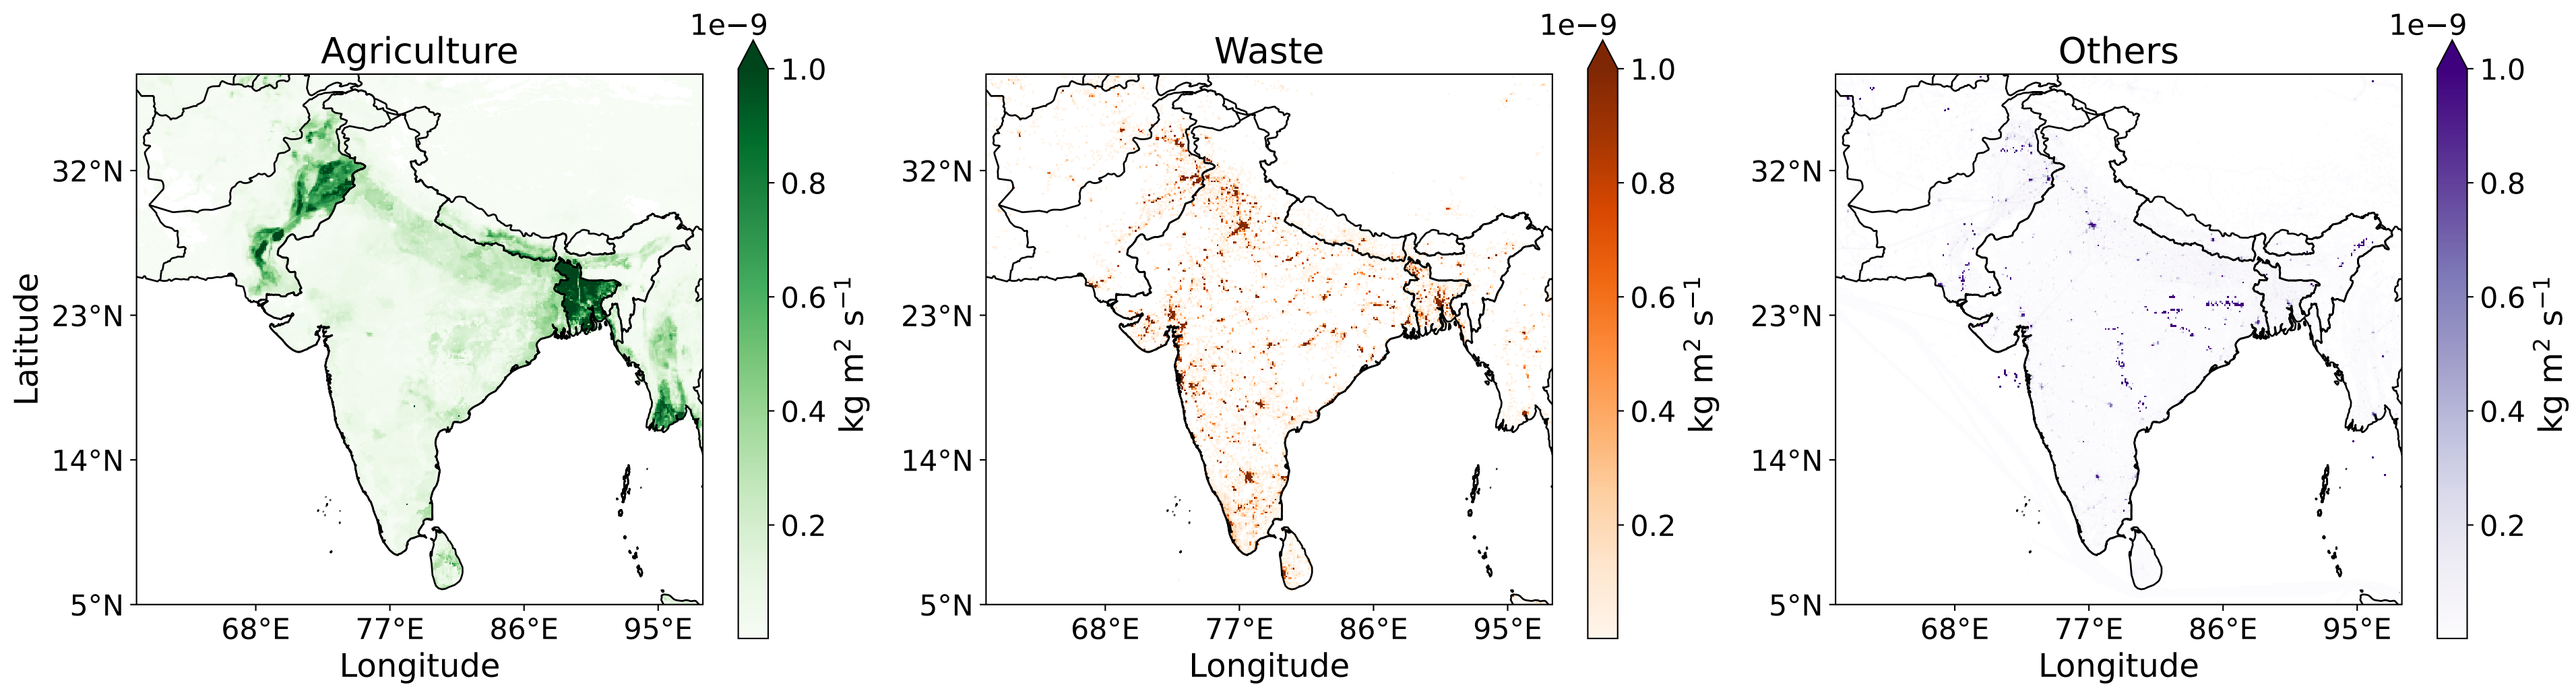 Agriculture
1e−9
Latitude
32°N
23°N
14°N
5°N
68°E 77°E 86°E 95°E
Longitude
1.0
0.8
0.6
0.4
0.2
kg m² s⁻¹
Waste
1e−9
32°N
23°N
14°N
5°N
68°E 77°E 86°E 95°E
Longitude
1.0
0.8
0.6
0.4
0.2
kg m² s⁻¹
Others
1e−9
32°N
23°N
14°N
5°N
68°E 77°E 86°E 95°E
Longitude
1.0
0.8
0.6
0.4
0.2
kg m² s⁻¹